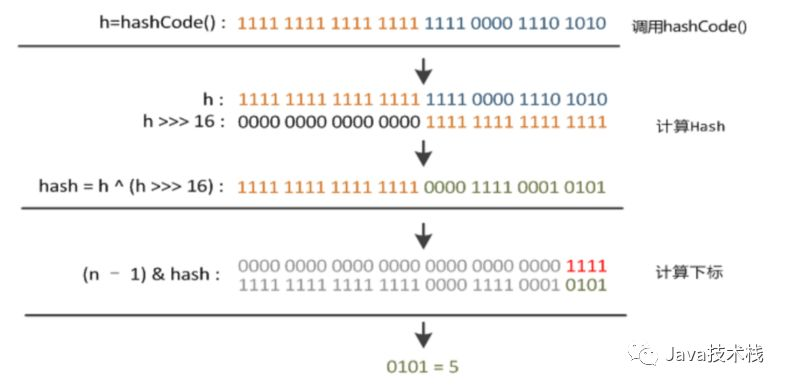 h=hashCode() : 1111 1111 1111 1111 1111 0000 1110 1010 调用hashCode()
h : 1111 1111 1111 1111 1111 0000 1110 1010
h >>> 16 : 0000 0000 0000 0000 1111 1111 1111 1111
计算Hash
hash = h ^ (h >>> 16) : 1111 1111 1111 1111 0000 1111 0001 0101
(n - 1) & hash : 0000 0000 0000 0000 0000 0000 0000 1111
1111 1111 1111 1111 0000 1111 0001 0101
计算下标
0101 = 5
Java技术栈